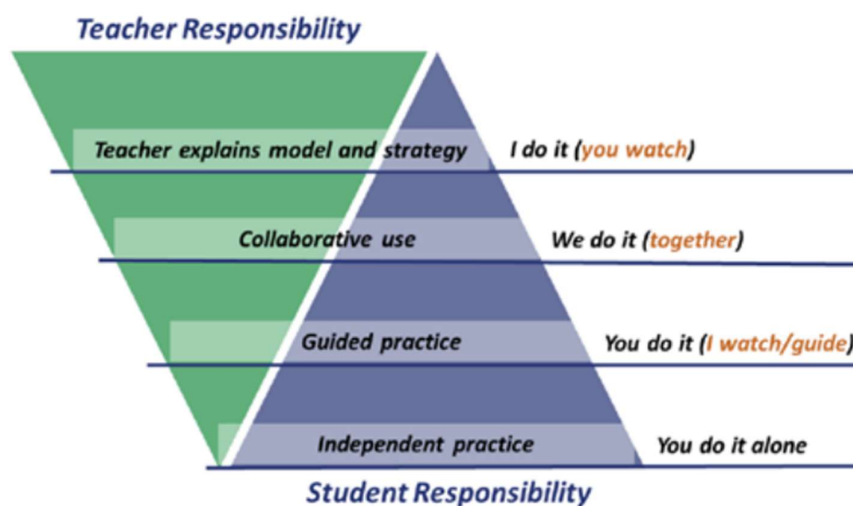 Teacher Responsibility
Teacher explains model and strategy I do it (you watch)
Collaborative use We do it (together)
Guided practice You do it (I watch/guide)
Independent practice You do it alone
Student Responsibility